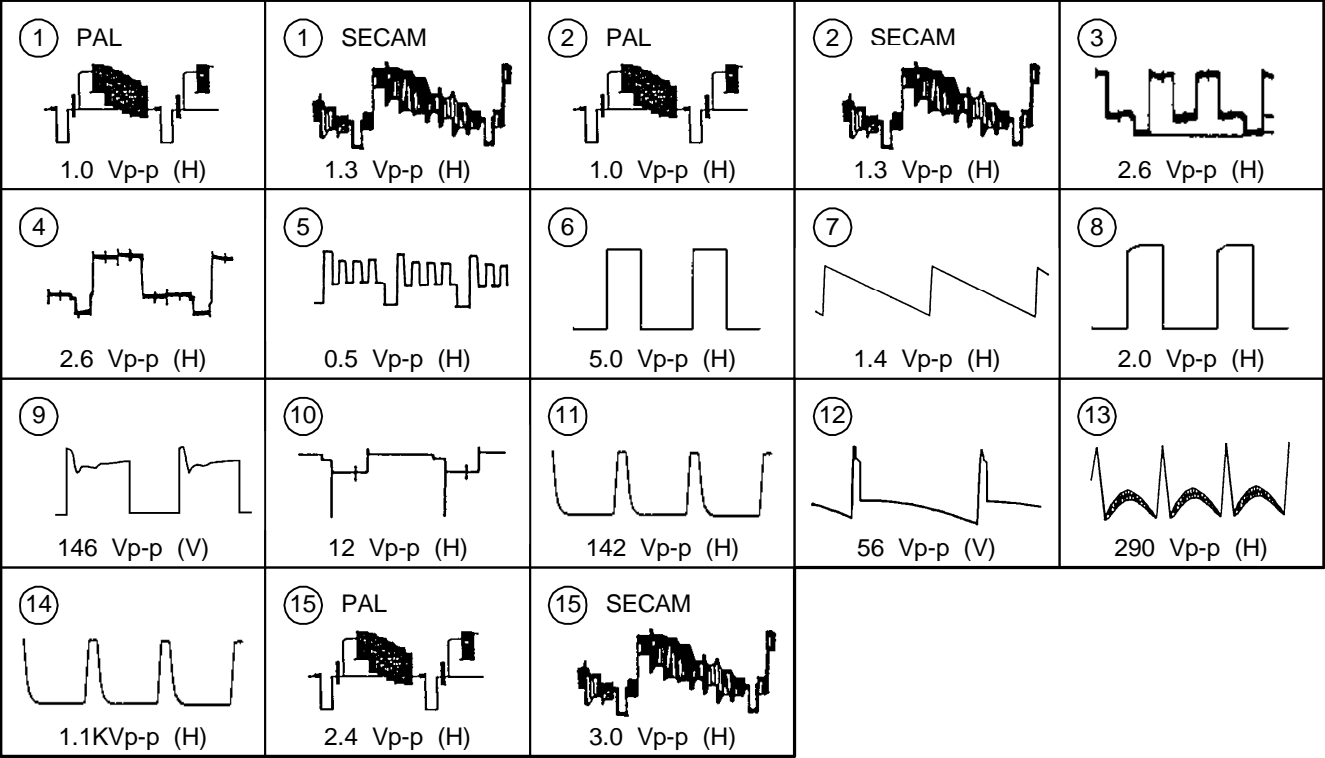 1 PAL
1.0 Vp-p (H)
1 SECAM
1.3 Vp-p (H)
2 PAL
1.0 Vp-p (H)
2 SECAM
1.3 Vp-p (H)
3
2.6 Vp-p (H)
4
2.6 Vp-p (H)
5
0.5 Vp-p (H)
6
5.0 Vp-p (H)
7
1.4 Vp-p (H)
8
2.0 Vp-p (H)
9
146 Vp-p (V)
10
12 Vp-p (H)
11
142 Vp-p (H)
12
56 Vp-p (V)
13
290 Vp-p (H)
14
1.1KVp-p (H)
15 PAL
2.4 Vp-p (H)
15 SECAM
3.0 Vp-p (H)